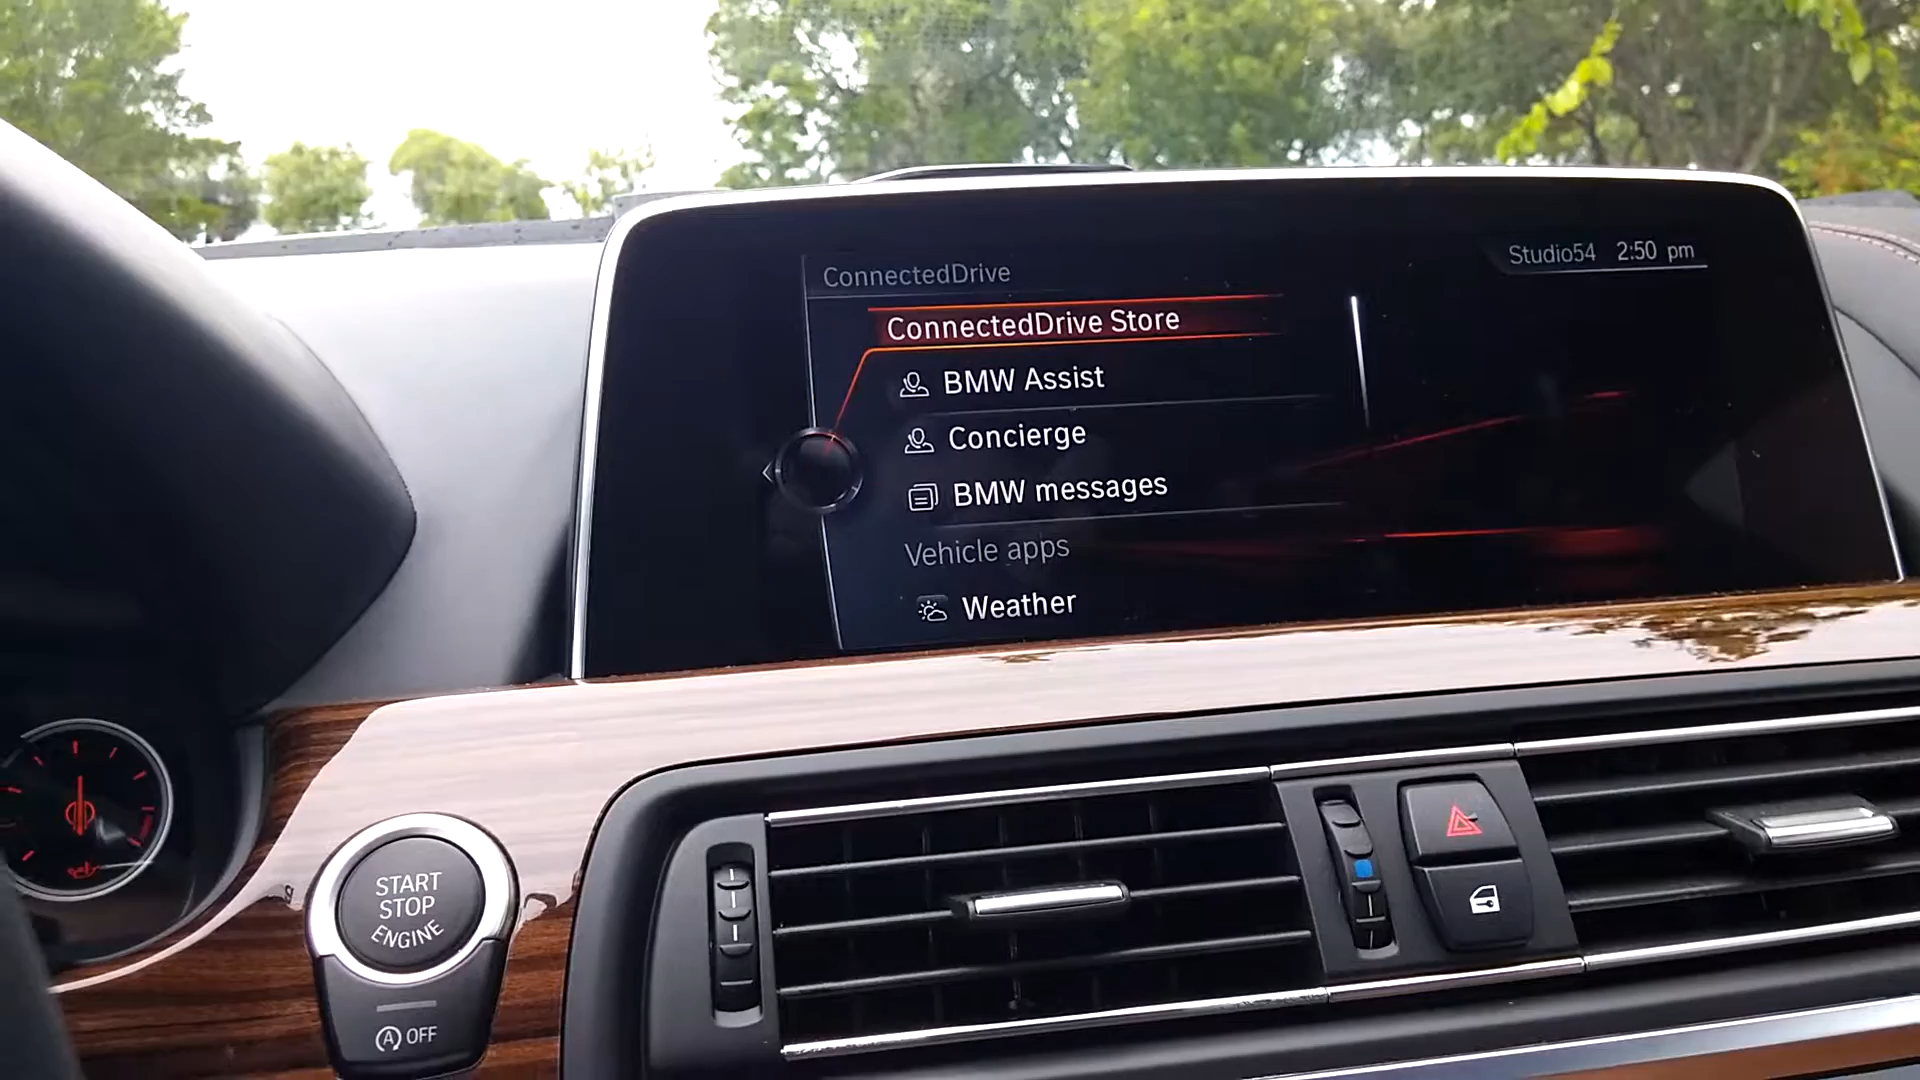 Studio54 2:50 pm
ConnectedDrive
ConnectedDrive Store
BMW Assist
Concierge
BMW messages
Vehicle apps
Weather
START
STOP
ENGINE
A OFF